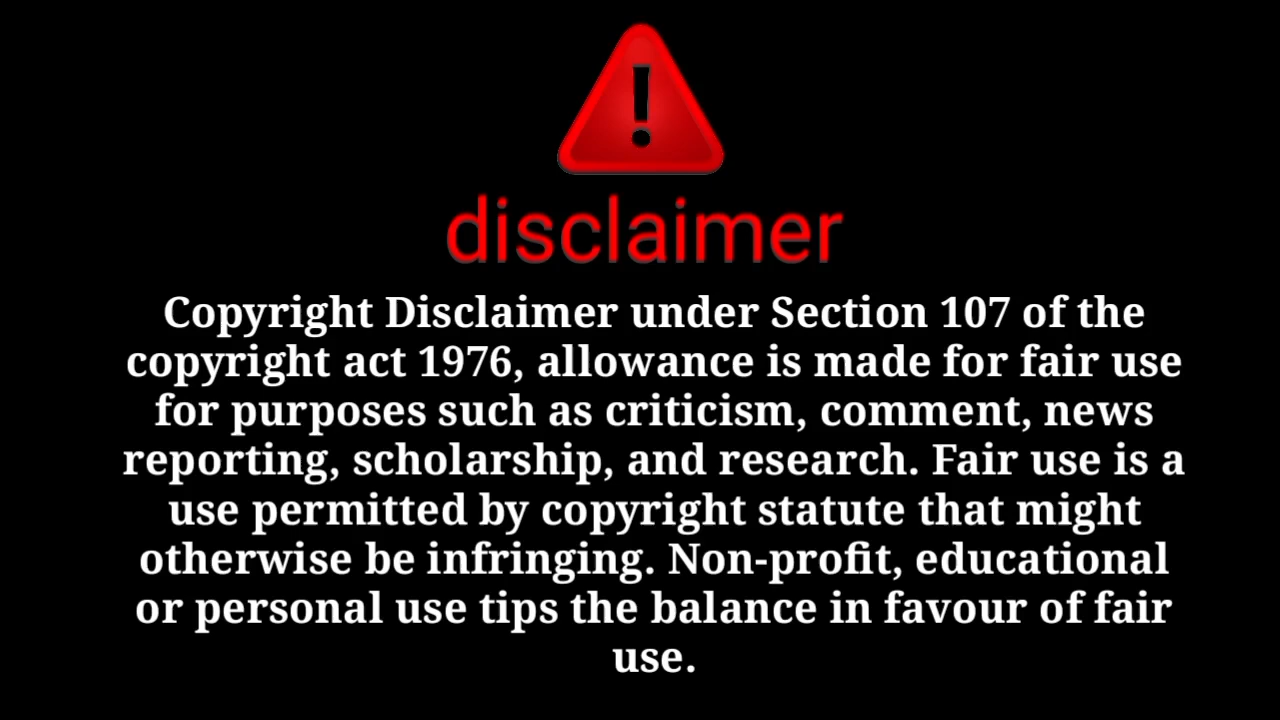 !
disclaimer
Copyright Disclaimer under Section 107 of the
copyright act 1976, allowance is made for fair use
for purposes such as criticism, comment, news
reporting, scholarship, and research. Fair use is a
use permitted by copyright statute that might
otherwise be infringing. Non-profit, educational
or personal use tips the balance in favour of fair
use.